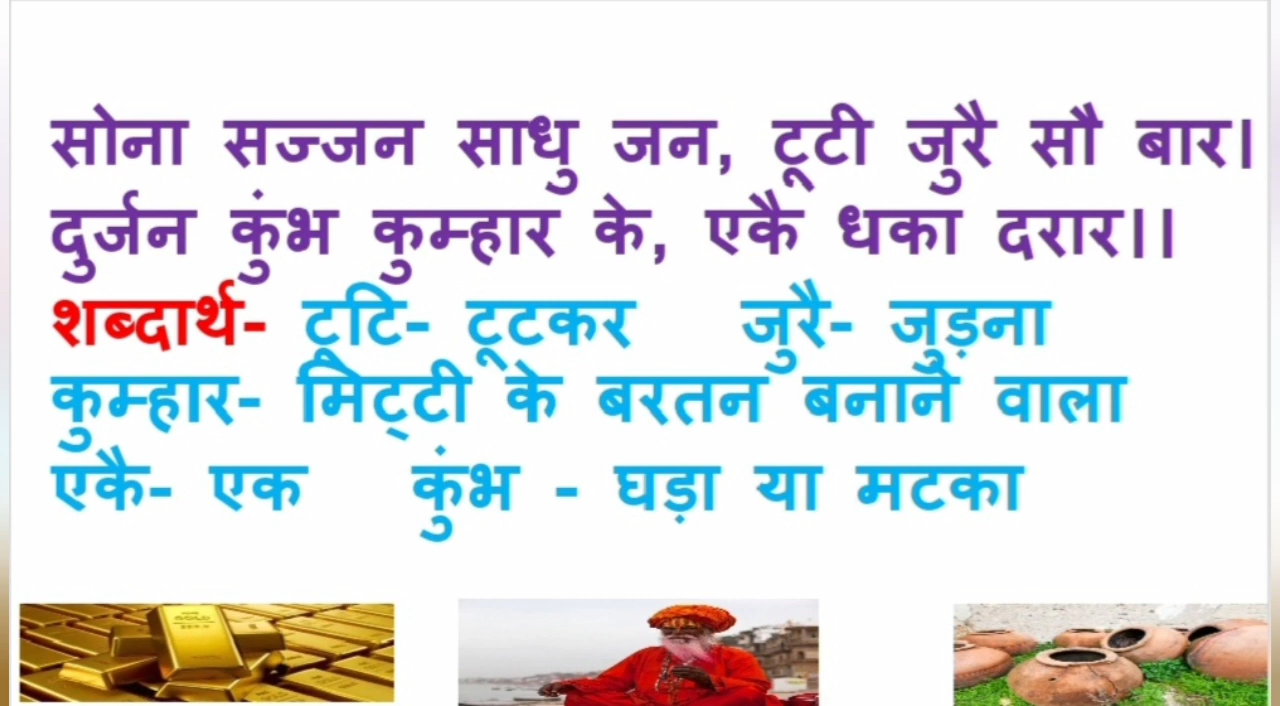 सोना सज्जन साधु जन, टूटी जुरै सौ बार।
दुर्जन कुंभ कुम्हार के, एकै धका दरार।।
शब्दार्थ- टूटि- टूटकर जुरै- जुड़ना
कुम्हार- मिट्टी के बरतन बनाने वाला
एकै- एक कुंभ - घड़ा या मटका